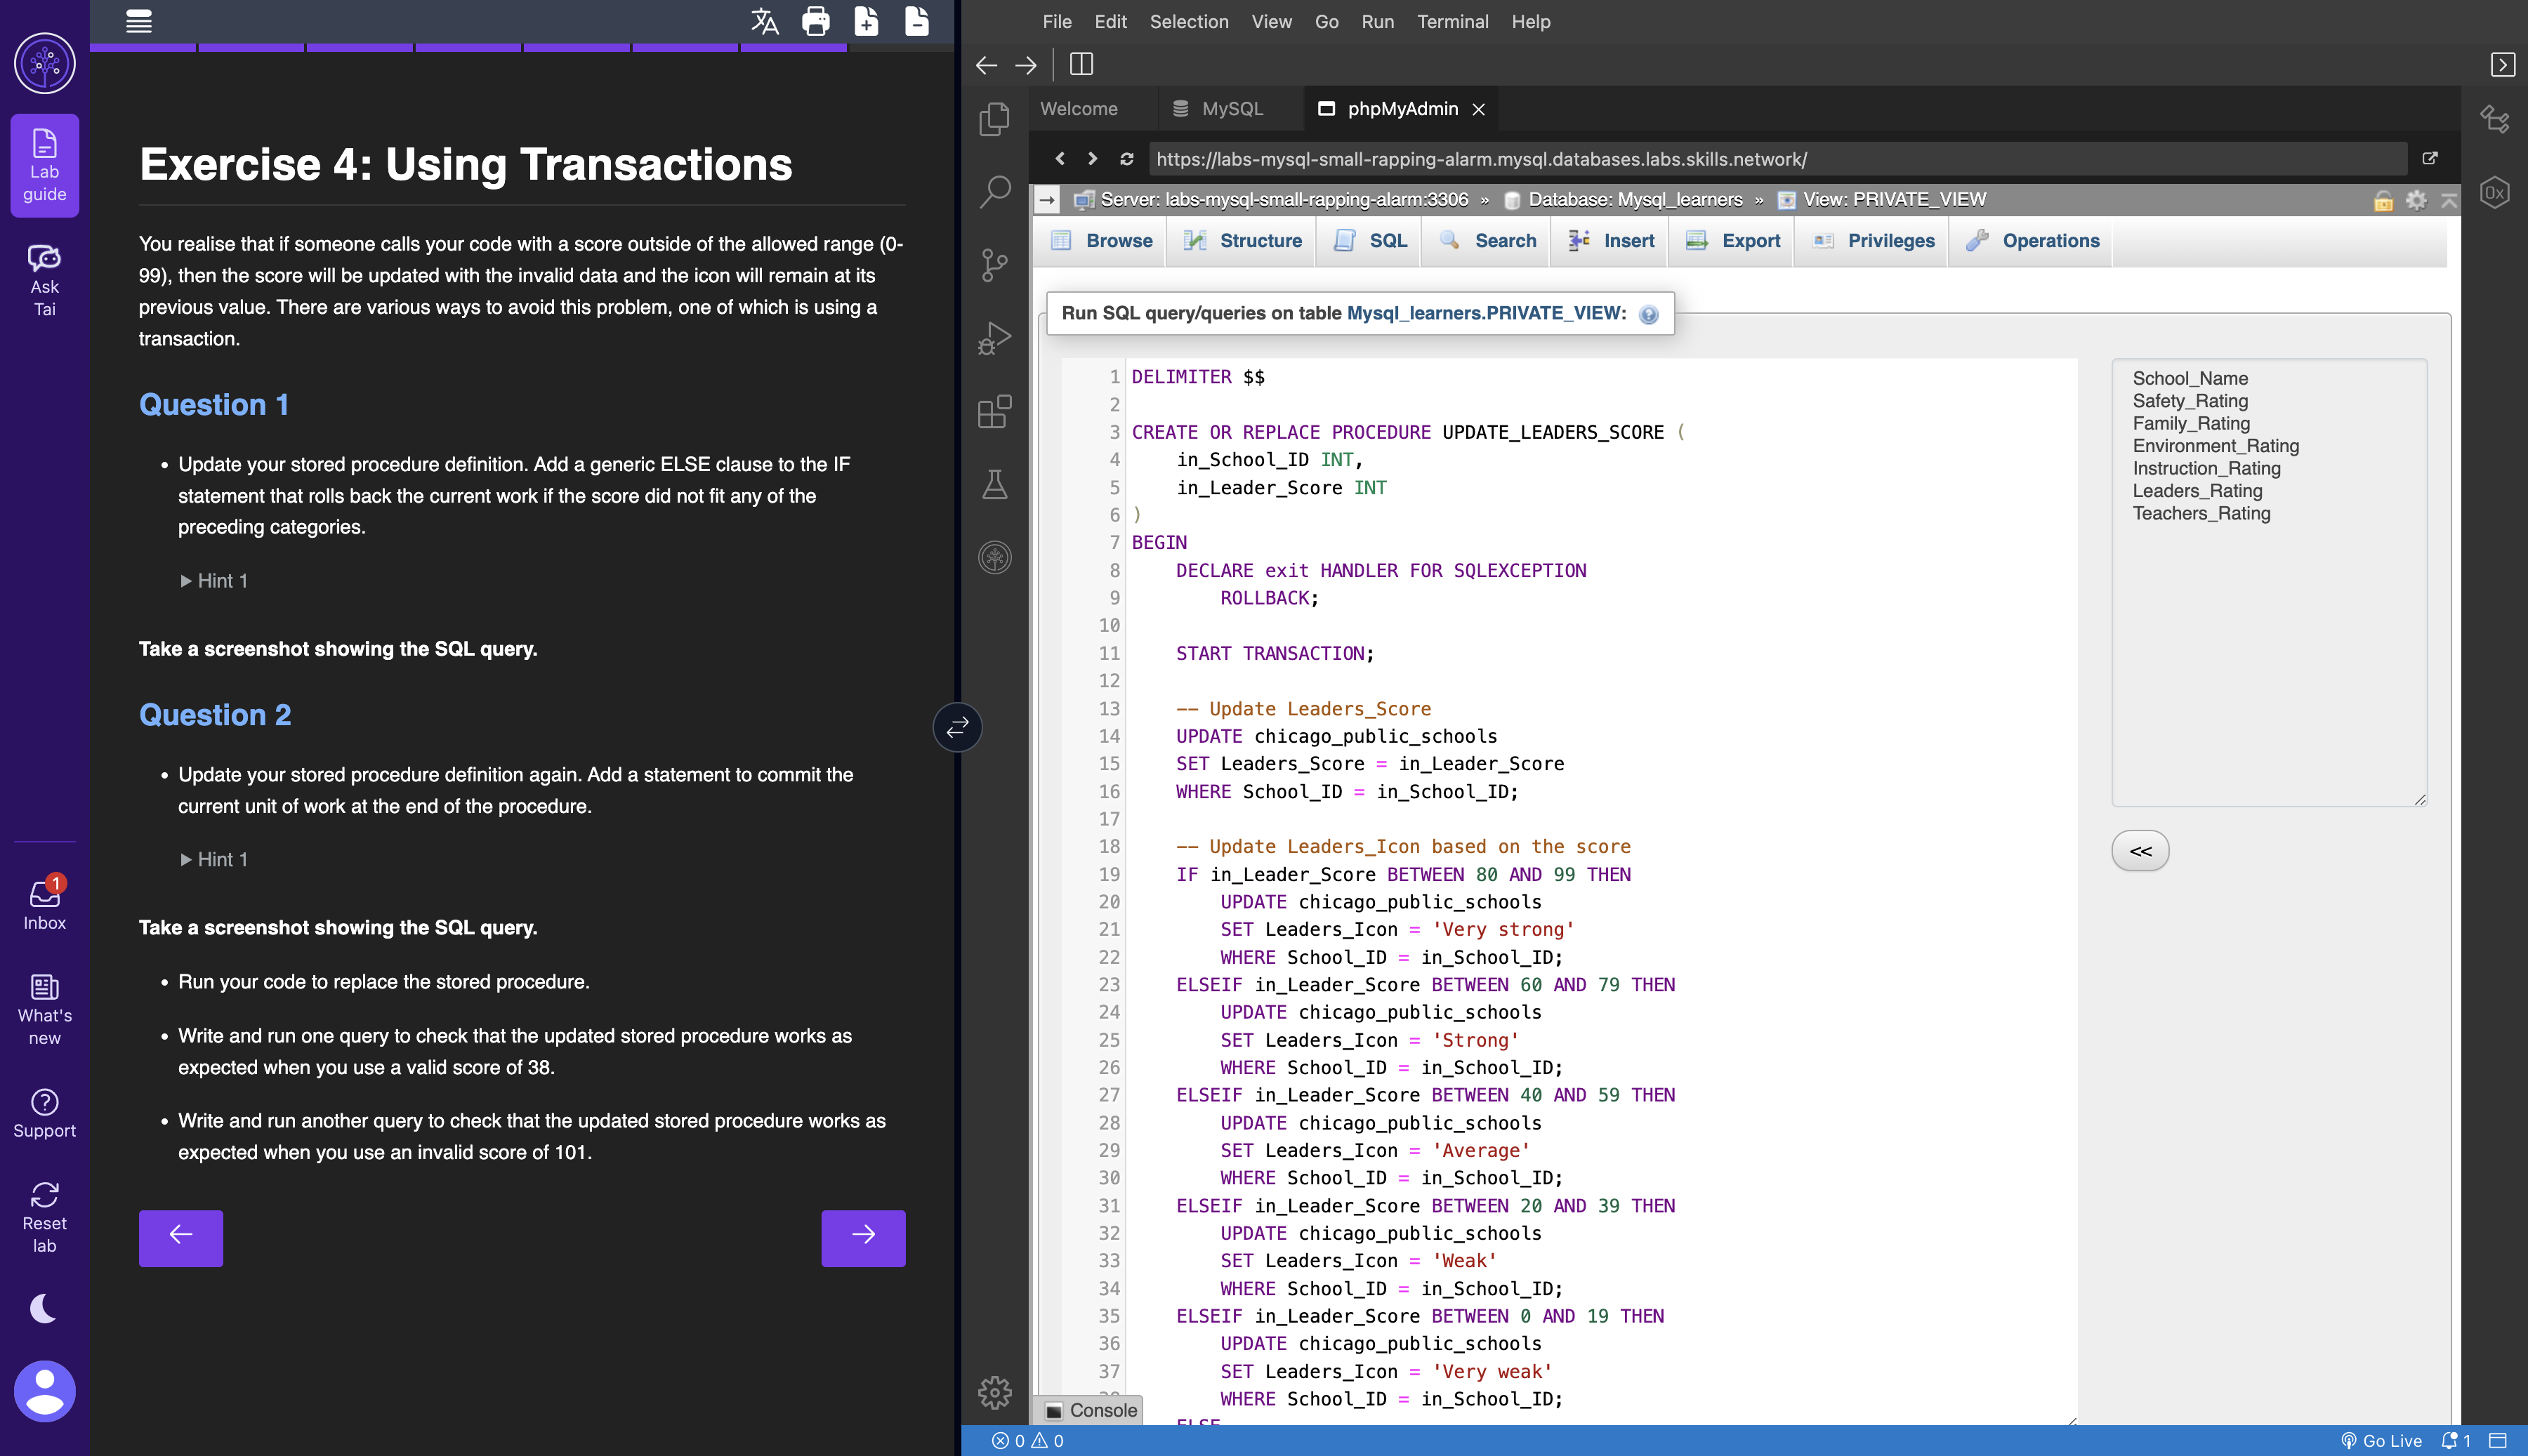 Lab
guide
Ask
Tai
1
Inbox
What's
new
Support
Reset
lab
Exercise 4: Using Transactions
You realise that if someone calls your code with a score outside of the allowed range (0-
99), then the score will be updated with the invalid data and the icon will remain at its
previous value. There are various ways to avoid this problem, one of which is using a
transaction.
Question 1
• Update your stored procedure definition. Add a generic ELSE clause to the IF
statement that rolls back the current work if the score did not fit any of the
preceding categories.
▶ Hint 1
Take a screenshot showing the SQL query.
Question 2
• Update your stored procedure definition again. Add a statement to commit the
current unit of work at the end of the procedure.
▶ Hint 1
Take a screenshot showing the SQL query.
• Run your code to replace the stored procedure.
• Write and run one query to check that the updated stored procedure works as
expected when you use a valid score of 38.
• Write and run another query to check that the updated stored procedure works as
expected when you use an invalid score of 101.
File Edit Selection View Go Run Terminal Help
Welcome MySQL phpMyAdmin
https://labs-mysql-small-rapping-alarm.mysql.databases.labs.skills.network/
Server: labs-mysql-small-rapping-alarm:3306 » Database: Mysql_learners » View: PRIVATE_VIEW
Browse Structure SQL Search Insert Export Privileges Operations
Run SQL query/queries on table Mysql_learners.PRIVATE_VIEW:
1 DELIMITER $$
2
3 CREATE OR REPLACE PROCEDURE UPDATE_LEADERS_SCORE (
4 in_School_ID INT,
5 in_Leader_Score INT
6 )
7 BEGIN
8 DECLARE exit HANDLER FOR SQLEXCEPTION
9 ROLLBACK;
10
11 START TRANSACTION;
12
13 -- Update Leaders_Score
14 UPDATE chicago_public_schools
15 SET Leaders_Score = in_Leader_Score
16 WHERE School_ID = in_School_ID;
17
18 -- Update Leaders_Icon based on the score
19 IF in_Leader_Score BETWEEN 80 AND 99 THEN
20 UPDATE chicago_public_schools
21 SET Leaders_Icon = 'Very strong'
22 WHERE School_ID = in_School_ID;
23 ELSEIF in_Leader_Score BETWEEN 60 AND 79 THEN
24 UPDATE chicago_public_schools
25 SET Leaders_Icon = 'Strong'
26 WHERE School_ID = in_School_ID;
27 ELSEIF in_Leader_Score BETWEEN 40 AND 59 THEN
28 UPDATE chicago_public_schools
29 SET Leaders_Icon = 'Average'
30 WHERE School_ID = in_School_ID;
31 ELSEIF in_Leader_Score BETWEEN 20 AND 39 THEN
32 UPDATE chicago_public_schools
33 SET Leaders_Icon = 'Weak'
34 WHERE School_ID = in_School_ID;
35 ELSEIF in_Leader_Score BETWEEN 0 AND 19 THEN
36 UPDATE chicago_public_schools
37 SET Leaders_Icon = 'Very weak'
38 WHERE School_ID = in_School_ID;
ELSE
School_Name
Safety_Rating
Family_Rating
Environment_Rating
Instruction_Rating
Leaders_Rating
Teachers_Rating
<<
Console
0x
0 0
Go Live 1